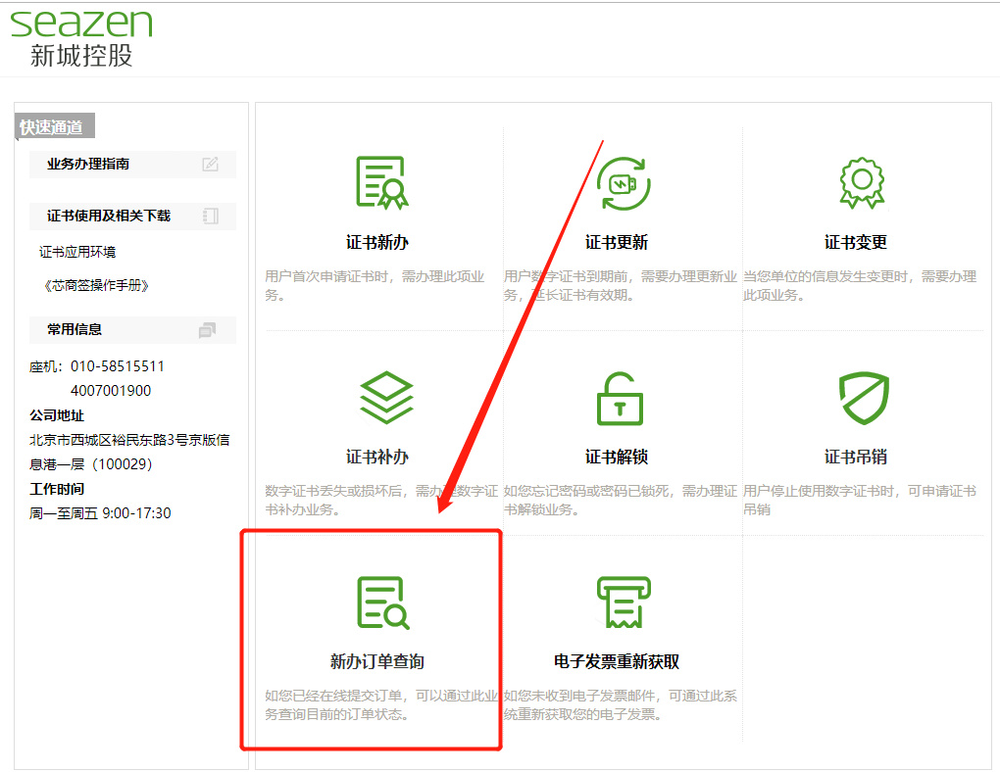 seazen
新城控股
快速通道
业务办理指南
证书使用及相关下载
证书应用环境
《芯商签操作手册》
常用信息
座机：010-58515511
4007001900
公司地址
北京市西城区裕民东路3号京版信
息港一层（100029）
工作时间
周一至周五 9:00-17:30
证书新办
用户首次申请证书时，需办理此项业
务。
证书更新
用户数字证书到期前，需要办理更新业
务，延长证书有效期。
证书变更
当您单位的信息发生变更时，需要办理
此项业务。
证书补办
数字证书丢失或损坏后，需办理数字证
书补办业务。
证书解锁
如您忘记密码或密码已锁死，需办理证
书解锁业务。
证书吊销
用户停止使用数字证书时，可申请证书
吊销
新办订单查询
如您已经在线提交订单，可以通过此业
务查询目前的订单状态。
电子发票重新获取
如您未收到电子发票邮件，可通过此系
统重新获取您的电子发票。